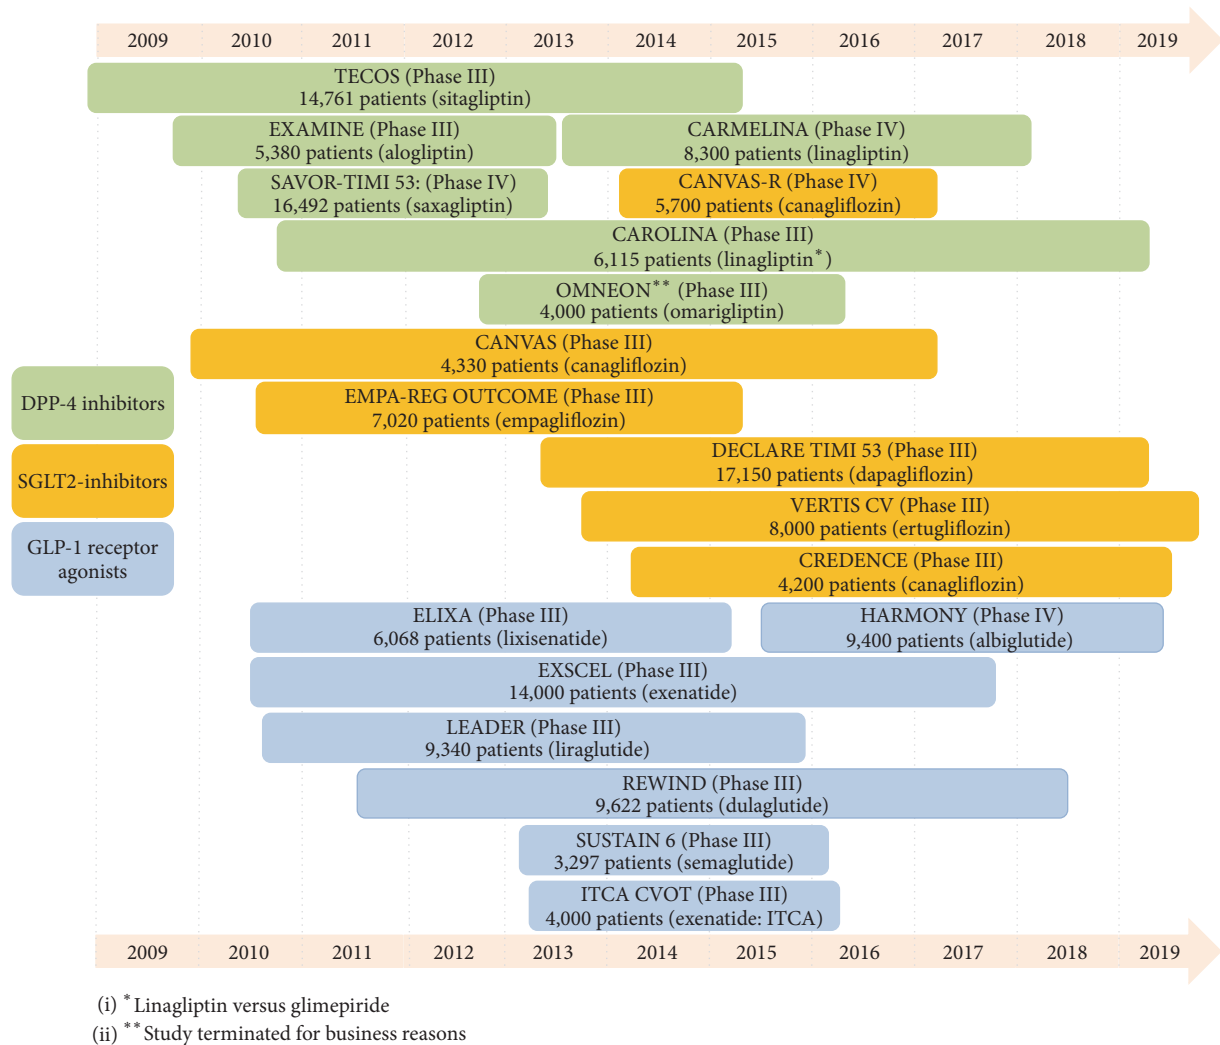 2009 2010 2011 2012 2013 2014 2015 2016 2017 2018 2019
TECOS (Phase III)
14,761 patients (sitagliptin)
EXAMINE (Phase III)
5,380 patients (alogliptin)
CARMELINA (Phase IV)
8,300 patients (linagliptin)
SAVOR-TIMI 53: (Phase IV)
16,492 patients (saxagliptin)
CANVAS-R (Phase IV)
5,700 patients (canagliflozin)
CAROLINA (Phase III)
6,115 patients (linagliptin*)
OMNEON** (Phase III)
4,000 patients (omarigliptin)
CANVAS (Phase III)
4,330 patients (canagliflozin)
EMPA-REG OUTCOME (Phase III)
7,020 patients (empagliflozin)
DECLARE TIMI 53 (Phase III)
17,150 patients (dapagliflozin)
VERTIS CV (Phase III)
8,000 patients (ertugliflozin)
CREDENCE (Phase III)
4,200 patients (canagliflozin)
DPP-4 inhibitors
SGLT2-inhibitors
GLP-1 receptor
agonists
ELIXA (Phase III)
6,068 patients (lixisenatide)
HARMONY (Phase IV)
9,400 patients (albiglutide)
EXSCEL (Phase III)
14,000 patients (exenatide)
LEADER (Phase III)
9,340 patients (liraglutide)
REWIND (Phase III)
9,622 patients (dulaglutide)
SUSTAIN 6 (Phase III)
3,297 patients (semaglutide)
ITCA CVOT (Phase III)
4,000 patients (exenatide: ITCA)
2009 2010 2011 2012 2013 2014 2015 2016 2017 2018 2019
(i) *Linagliptin versus glimepiride
(ii) **Study terminated for business reasons